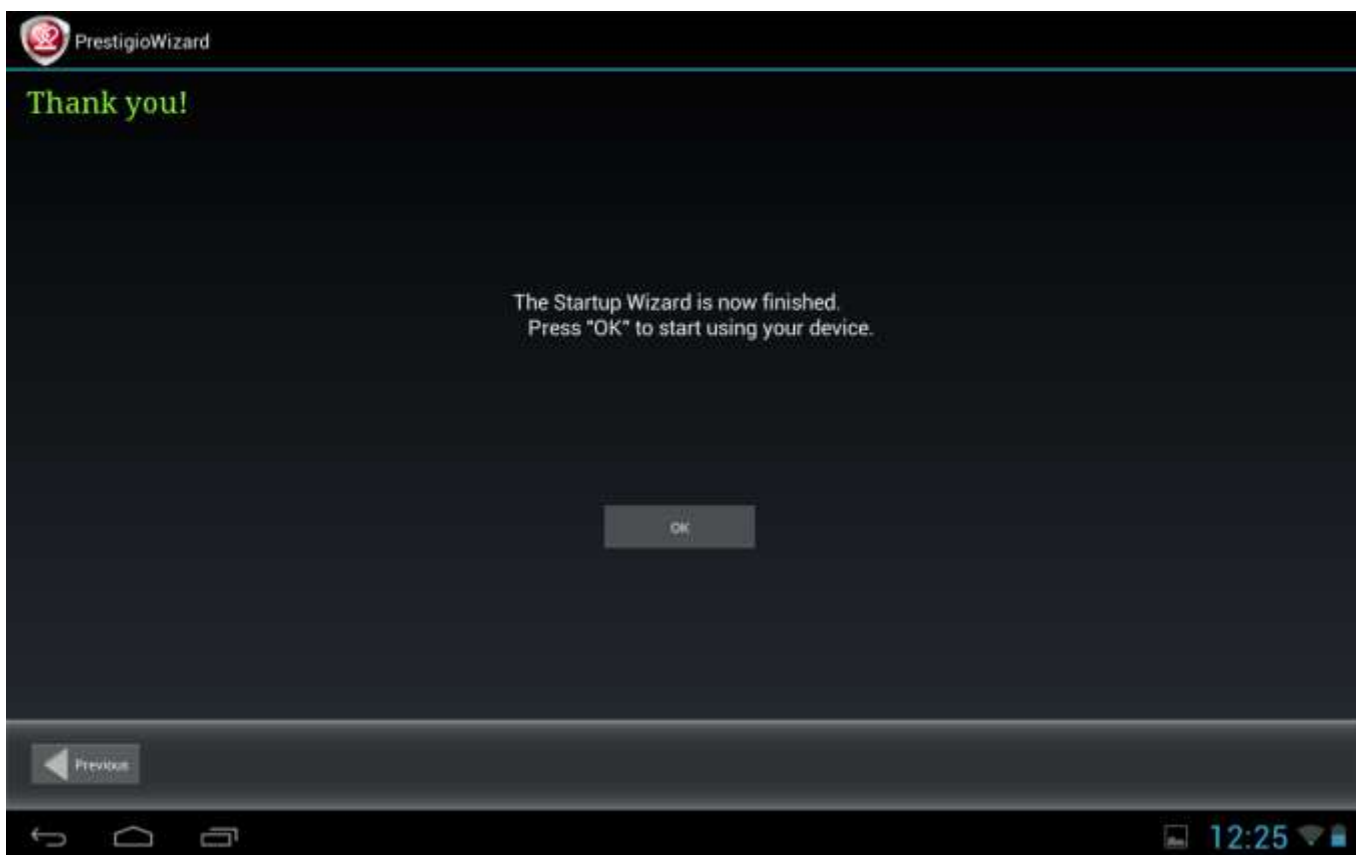 PrestigioWizard
Thank you!
The Startup Wizard is now finished.
Press "OK" to start using your device.
OK
Previous
12:25